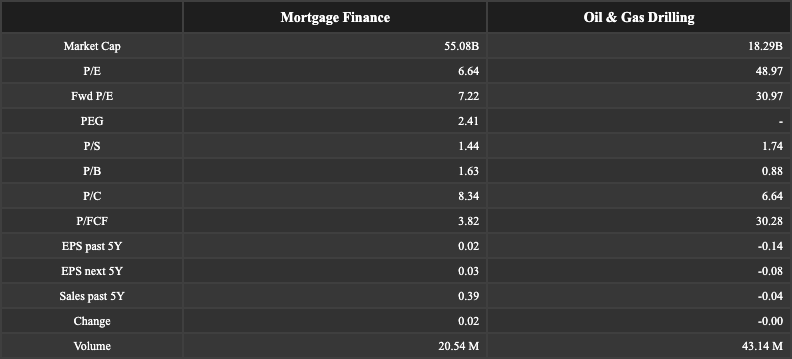 Mortgage Finance Oil & Gas Drilling
Market Cap 55.08B 18.29B
P/E 6.64 48.97
Fwd P/E 7.22 30.97
PEG 2.41 -
P/S 1.44 1.74
P/B 1.63 0.88
P/C 8.34 6.64
P/FCF 3.82 30.28
EPS past 5Y 0.02 -0.14
EPS next 5Y 0.03 -0.08
Sales past 5Y 0.39 -0.04
Change 0.02 -0.00
Volume 20.54 M 43.14 M